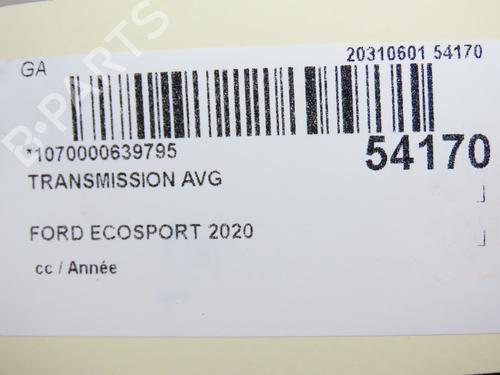 GA
20310601 54170
*1070000639795
54170
TRANSMISSION AVG
FORD ECOSPORT 2020
cc / Année
B-PARTS